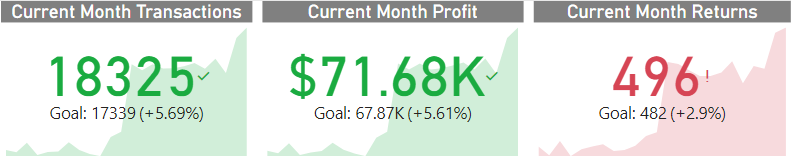 Current Month Transactions
18325
Goal: 17339 (+5.69%)
Current Month Profit
$71.68K
Goal: 67.87K (+5.61%)
Current Month Returns
496!
Goal: 482 (+2.9%)